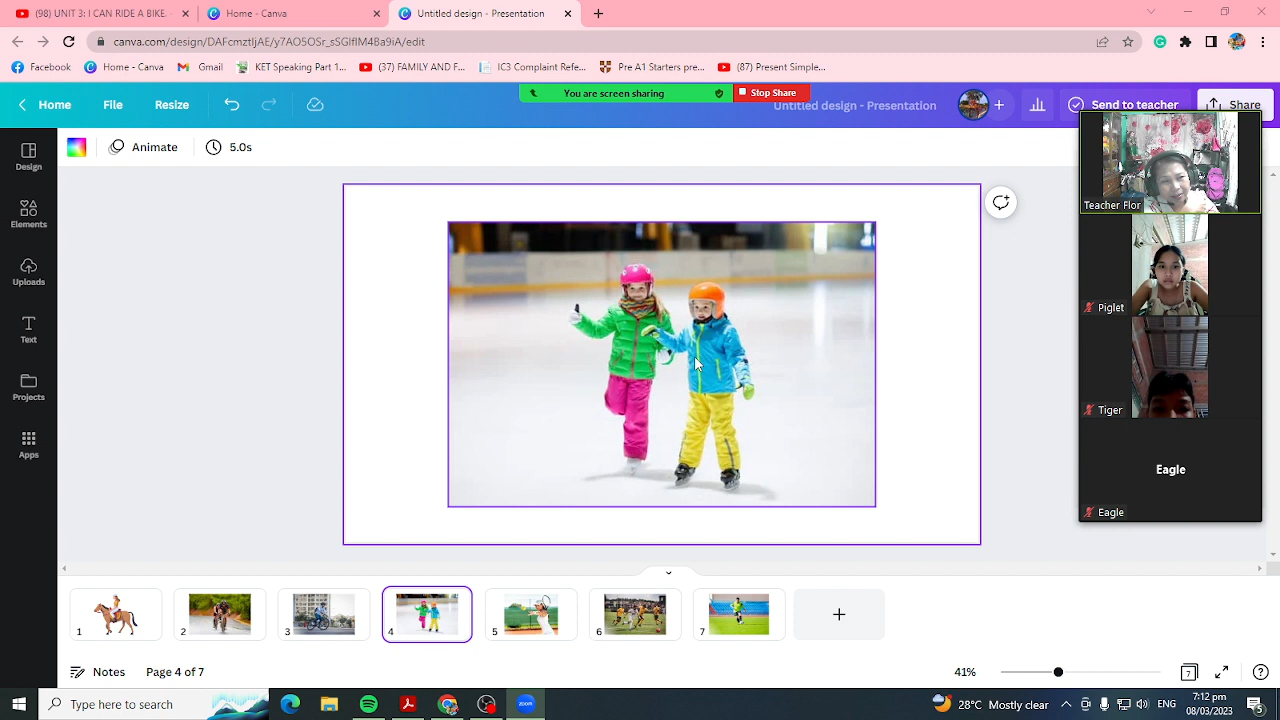 (98) UNIT 3: I CAN RIDE A BIKE.
Home - Canva
Untitled design - Presentation
canva.com/design/DAFcmztIjAE/y7AO5OSr_sSGlflM4Ba9iA/edit
Facebook
Home - Canva
Gmail
KET Speaking Part 1...
(37) FAMILY AND F...
IC3 Complaint Refe...
Pre A1 Starters pre...
(87) Present Simple...
You are screen sharing
Stop Share
Home
File
Resize
Untitled design - Presentation
Send to teacher
Share
Design
Elements
Uploads
Text
Projects
Apps
Animate
5.0s
Teacher Flor
Piglet
Tiger
Eagle
Eagle
1
2
3
4
5
6
7
Notes
Page 4 of 7
41%
7
Type here to search
zoom
28°C Mostly clear
ENG
7:12 pm
08/03/2023
5